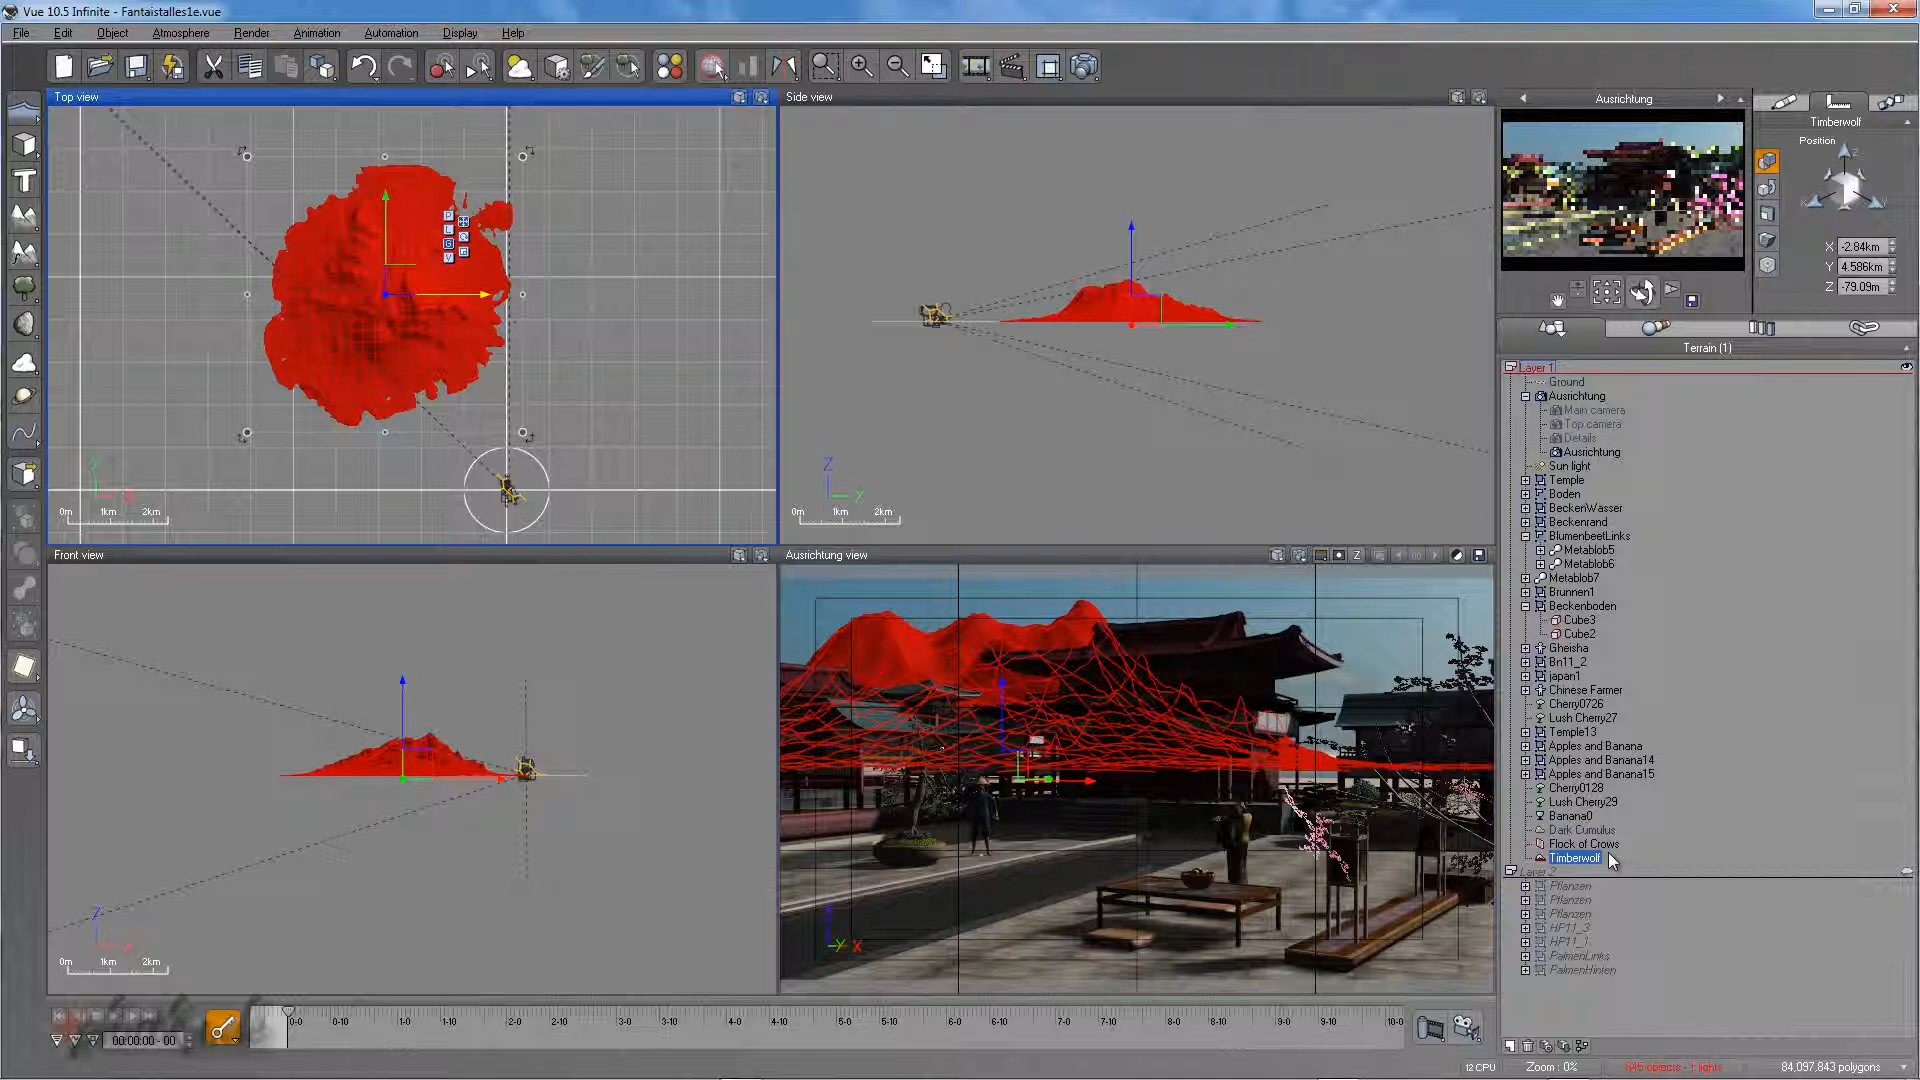 Vue 10.5 Infinite - Fantaistalles1e.vue
File Edit Object Atmosphere Render Animation Automation Display Help
Top view
Side view
Ausrichtung
Timberwolf
Position
Z
X -2.84km
Y 4.586km
Z -79.09m
P
L
G
V
Y
0m 1km 2km
Z
Y
0m 1km 2km
Terrain (1)
Layer 1
Ground
Ausrichtung
Main camera
Top camera
Details
Ausrichtung
Sun light
Temple
Boden
BeckenWasser
Beckenrand
BlumenbeetLinks
Metablob5
Metablob6
Metablob7
Brunnen1
Beckenboden
Cube3
Cube2
Gheisha
Bn11_2
japan1
Chinese Farmer
Cherry0726
Lush Cherry27
Temple13
Apples and Banana
Apples and Banana14
Apples and Banana15
Cherry0128
Lush Cherry29
Banana0
Dark Cumulus
Flock of Crows
Timberwolf
Layer 2
Pflanzen
Pflanzen
Pflanzen
HP11_3
HP11_1
PalmenLinks
PalmenHinten
Front view
Ausrichtung view
Z
Z
0m 1km 2km
Y X
0-0 0-10 1-0 1-10 2-0 2-10 3-0 3-10 4-0 4-10 5-0 5-10 6-0 6-10 7-0 7-10 8-0 8-10 9-0 9-10 10-0
00:00:00 - 00
12 CPU Zoom : 0% 645 objects - 1 lights 84,097,843 polygons